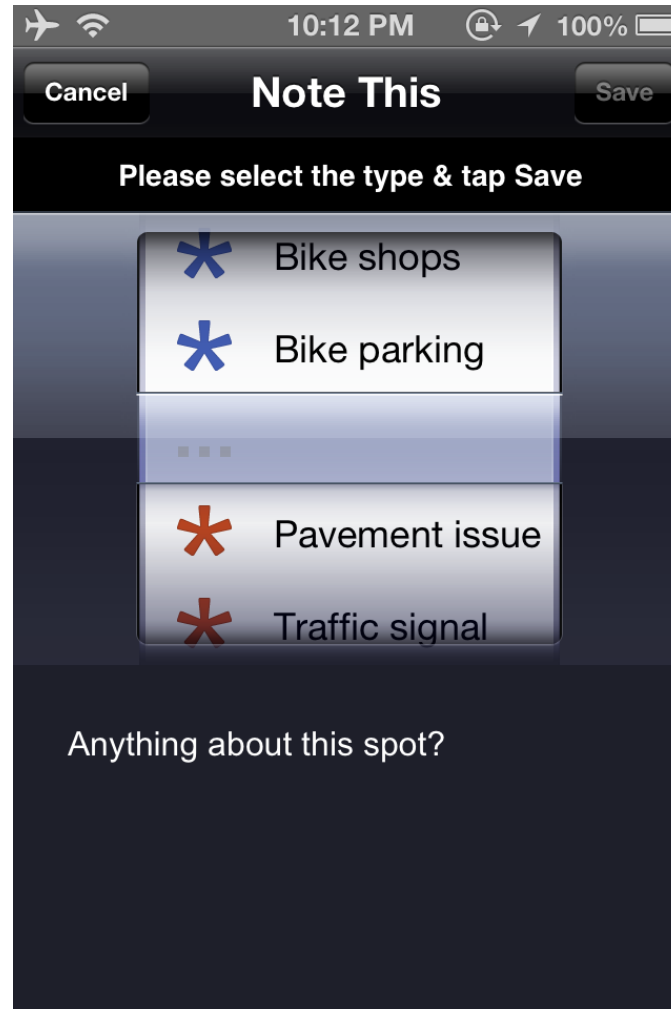 10:12 PM 100%
Cancel Note This Save
Please select the type & tap Save
* Bike shops
* Bike parking
...
* Pavement issue
* Traffic signal
Anything about this spot?